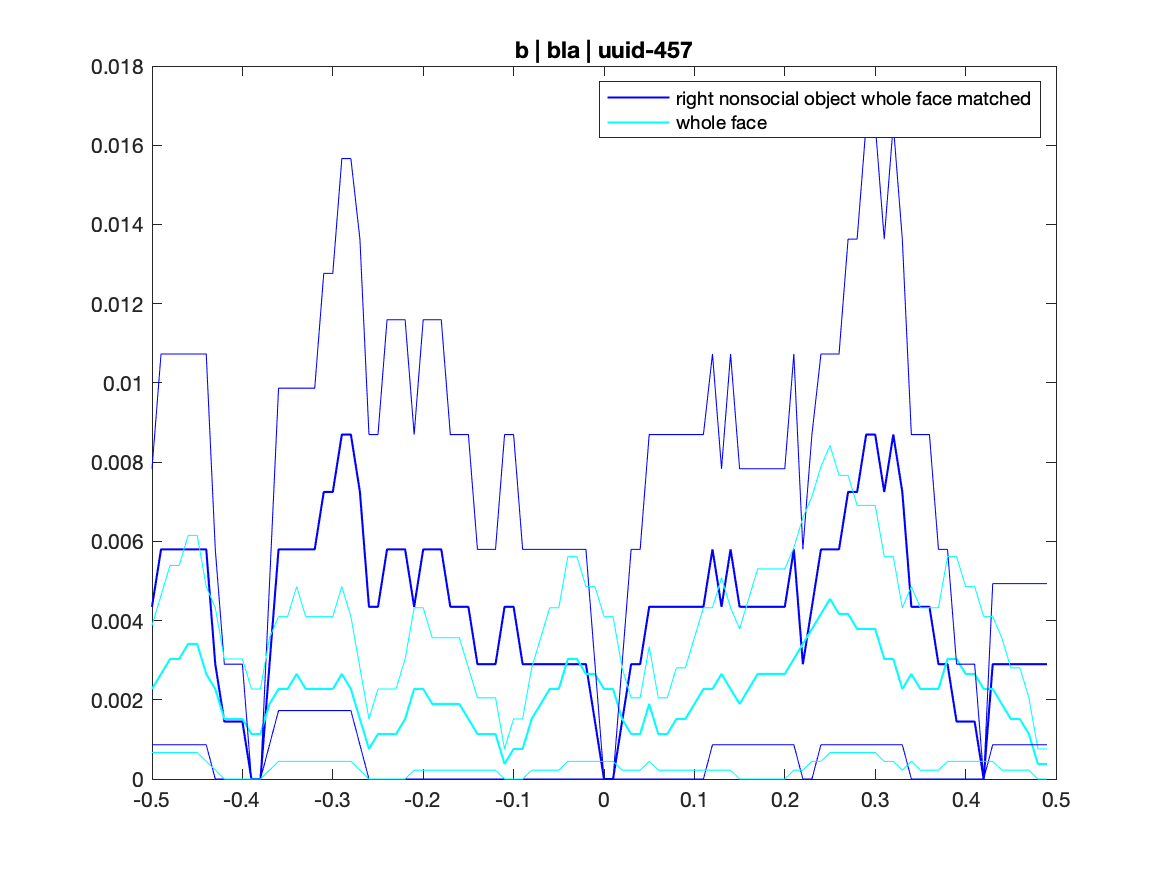 b | bla | uuid-457
right nonsocial object whole face matched
whole face
0.018
0.016
0.014
0.012
0.01
0.008
0.006
0.004
0.002
0
-0.5 -0.4 -0.3 -0.2 -0.1 0 0.1 0.2 0.3 0.4 0.5